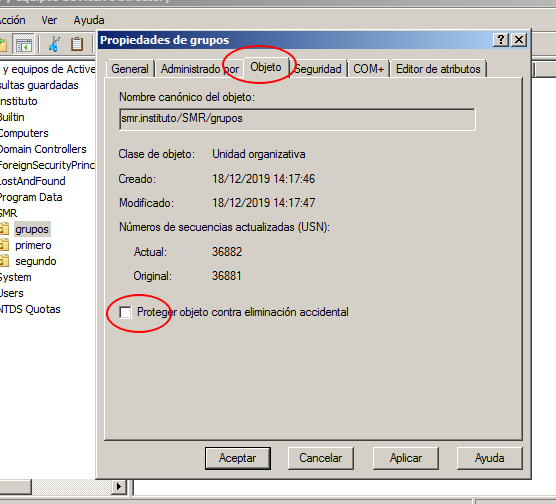 Acción Ver Ayuda
Propiedades de grupos
General Administrado por Objeto Seguridad COM+ Editor de atributos
Nombre canónico del objeto:
smr.instituto/SMR/grupos
Clase de objeto: Unidad organizativa
Creado: 18/12/2019 14:17:46
Modificado: 18/12/2019 14:17:47
Números de secuencias actualizadas (USN):
Actual: 36882
Original: 36881
Proteger objeto contra eliminación accidental
Aceptar Cancelar Aplicar Ayuda
y equipos de Active
sultas guardadas
nstituto
Builtin
Computers
Domain Controllers
ForeignSecurityPrinc
LostAndFound
Program Data
SMR
grupos
primero
segundo
System
Users
NTDS Quotas